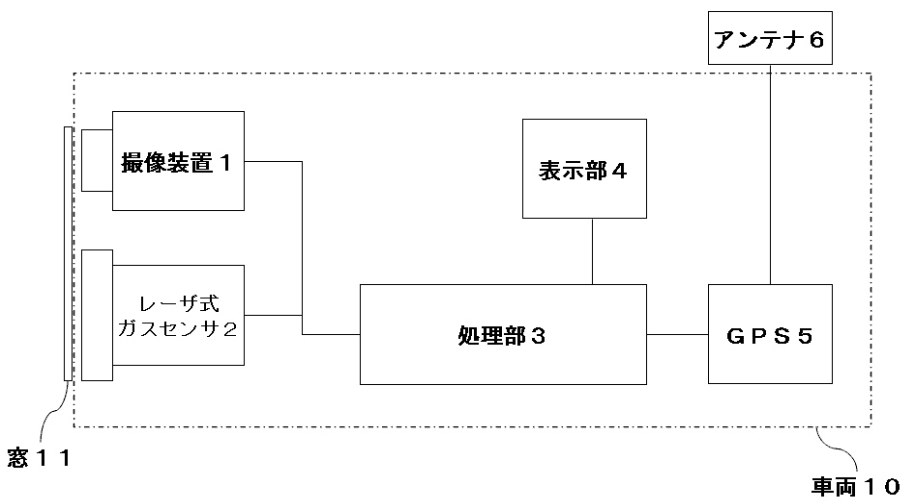 アンテナ6
撮像装置1
表示部4
レーザ式
ガスセンサ2
処理部3
GPS5
窓11
車両10